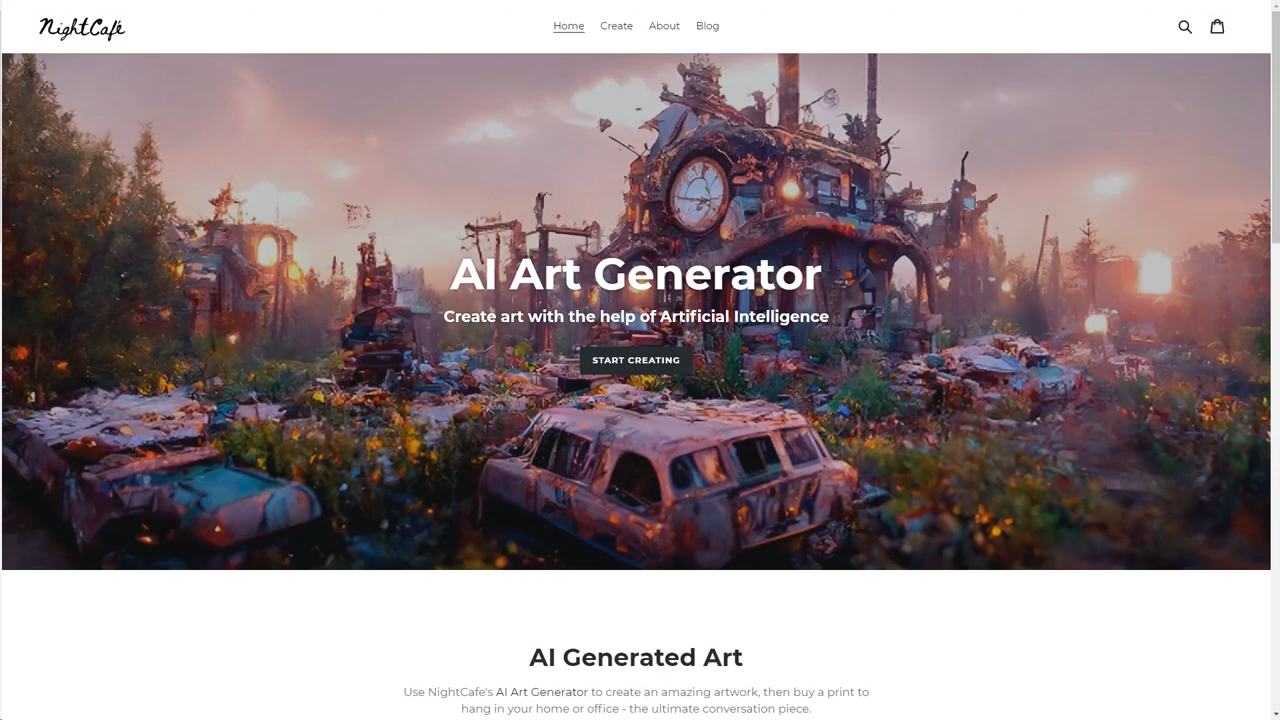 NightCafé
Home Create About Blog
AI Art Generator
Create art with the help of Artificial Intelligence
START CREATING
AI Generated Art
Use NightCafe's AI Art Generator to create an amazing artwork, then buy a print to
hang in your home or office - the ultimate conversation piece.